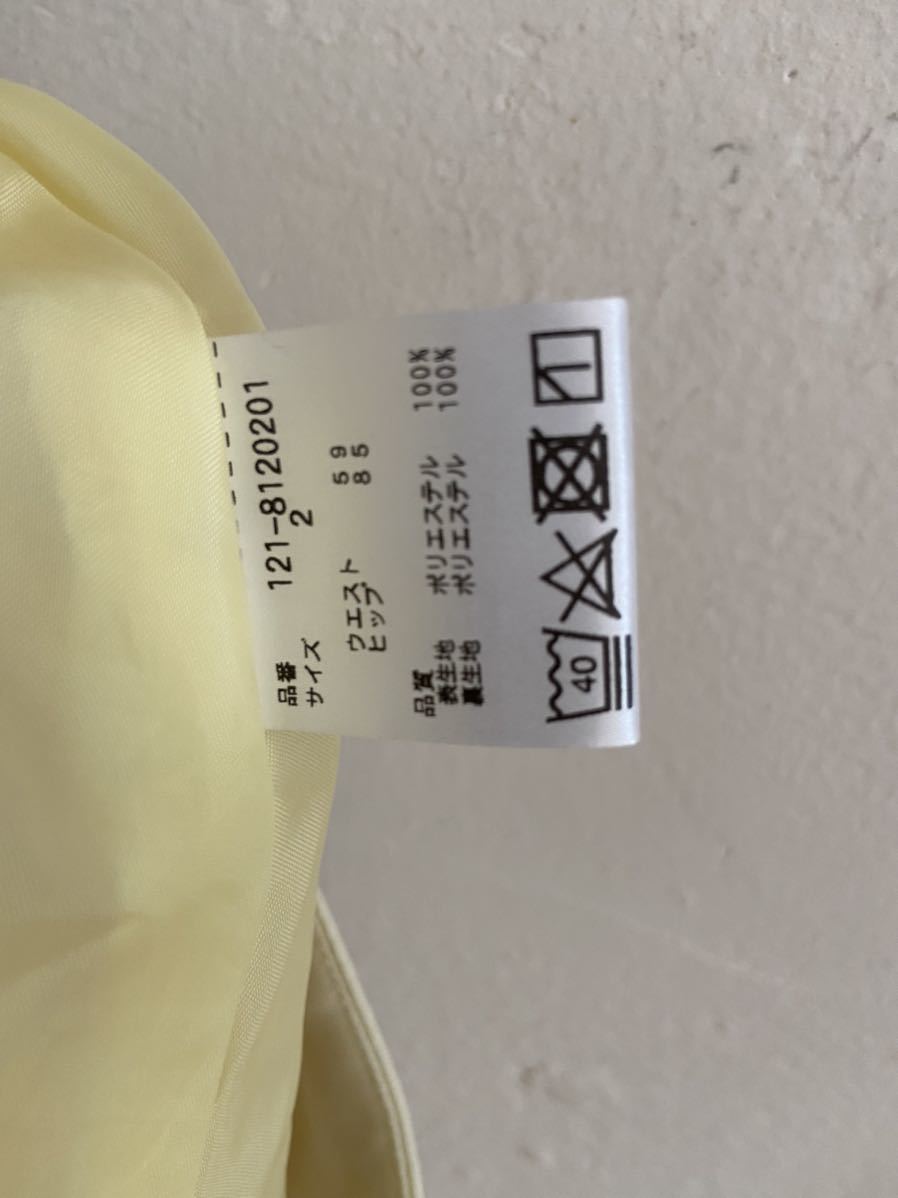 品番 121-8120201
サイズ 2
ウエスト 59
ヒップ 85
品質
表生地 ポリエステル 100%
裏生地 ポリエステル 100%
40